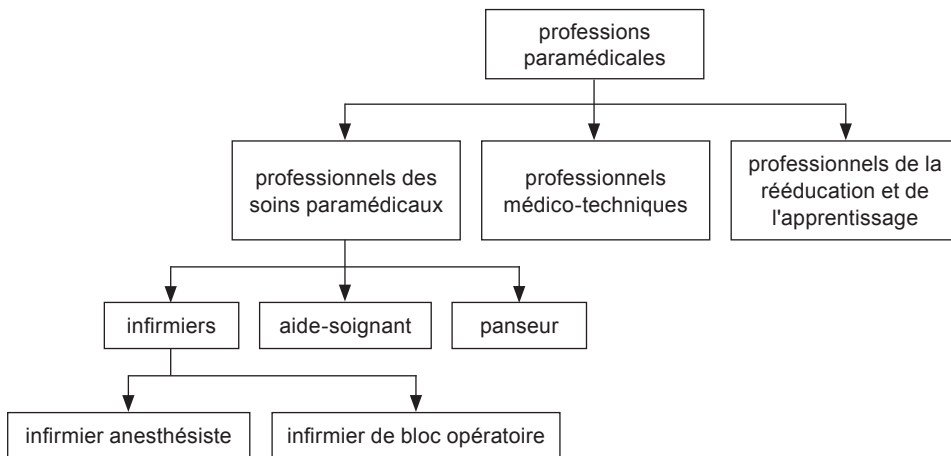 professions
paramédicales
professionnels des
soins paramédicaux
professionnels
médico-techniques
professionnels de la
rééducation et de
l'apprentissage
infirmiers
aide-soignant
panseur
infirmier anesthésiste
infirmier de bloc opératoire